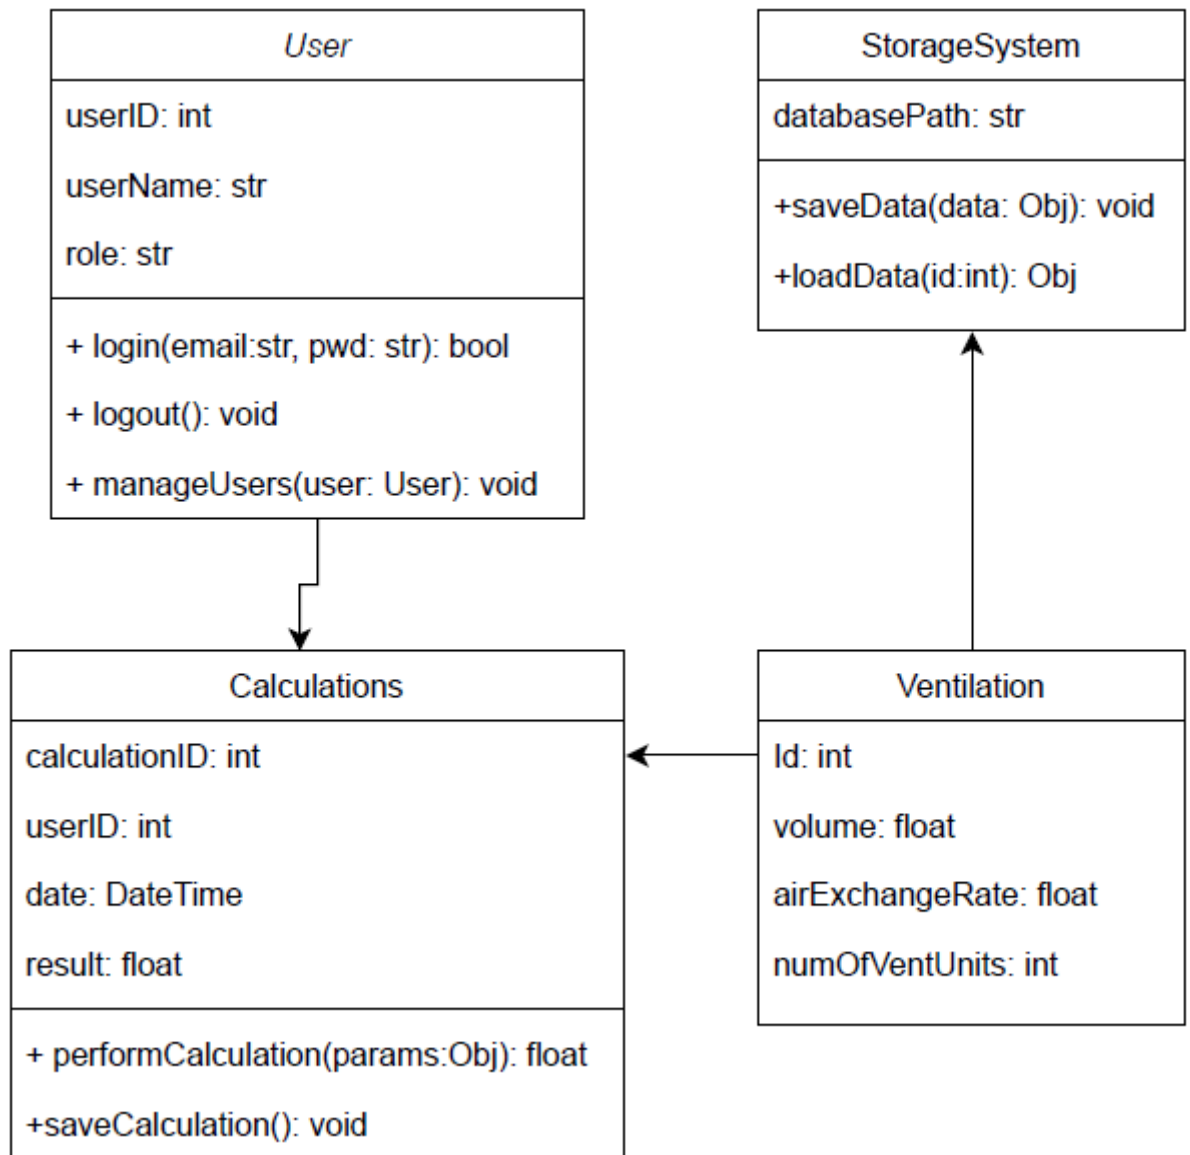 User
userID: int
userName: str
role: str
+ login(email:str, pwd: str): bool
+ logout(): void
+ manageUsers(user: User): void
StorageSystem
databasePath: str
+saveData(data: Obj): void
+loadData(id:int): Obj
Calculations
calculationID: int
userID: int
date: DateTime
result: float
+ performCalculation(params:Obj): float
+saveCalculation(): void
Ventilation
Id: int
volume: float
airExchangeRate: float
numOfVentUnits: int